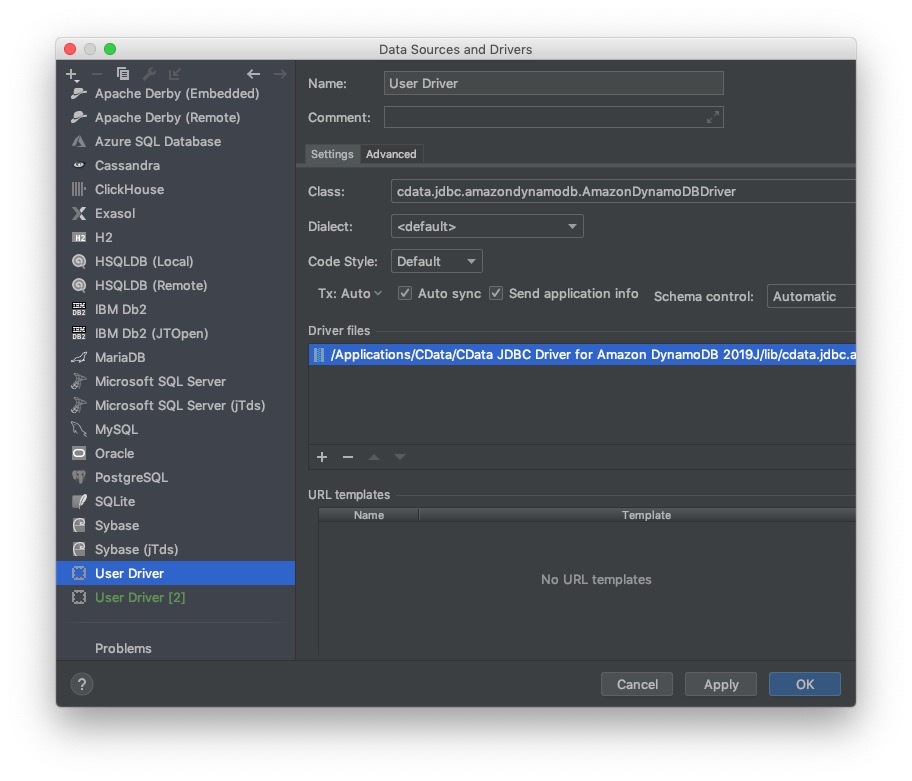 Data Sources and Drivers
Apache Derby (Embedded)
Apache Derby (Remote)
Azure SQL Database
Cassandra
ClickHouse
Exasol
H2 H2
HSQLDB (Local)
HSQLDB (Remote)
IBM DB2 IBM Db2
IBM DB2 IBM Db2 (JTOpen)
MariaDB
Microsoft SQL Server
Microsoft SQL Server (jTds)
MySQL
Oracle
PostgreSQL
SQLite
Sybase
Sybase (jTds)
User Driver
User Driver [2]
Problems
Name: User Driver
Comment:
Settings Advanced
Class: cdata.jdbc.amazondynamodb.AmazonDynamoDBDriver
Dialect: <default>
Code Style: Default
Tx: Auto Auto sync Send application info Schema control: Automatic
Driver files
/Applications/CData/CData JDBC Driver for Amazon DynamoDB 2019J/lib/cdata.jdbc.a
URL templates
Name Template
No URL templates
? Cancel Apply OK